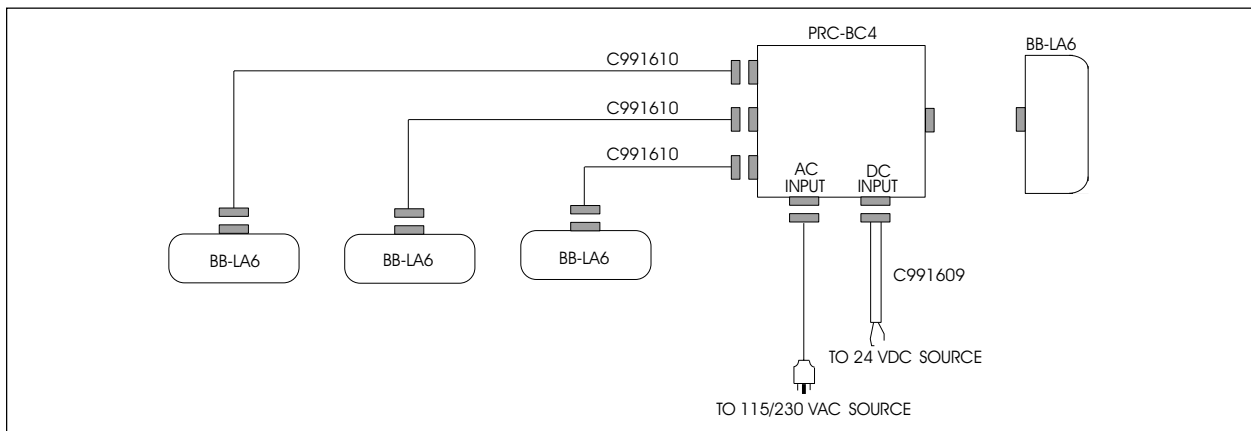 PRC-BC4
BB-LA6
C991610
C991610
C991610
AC
INPUT
DC
INPUT
BB-LA6
BB-LA6
BB-LA6
C991609
TO 24 VDC SOURCE
TO 115/230 VAC SOURCE